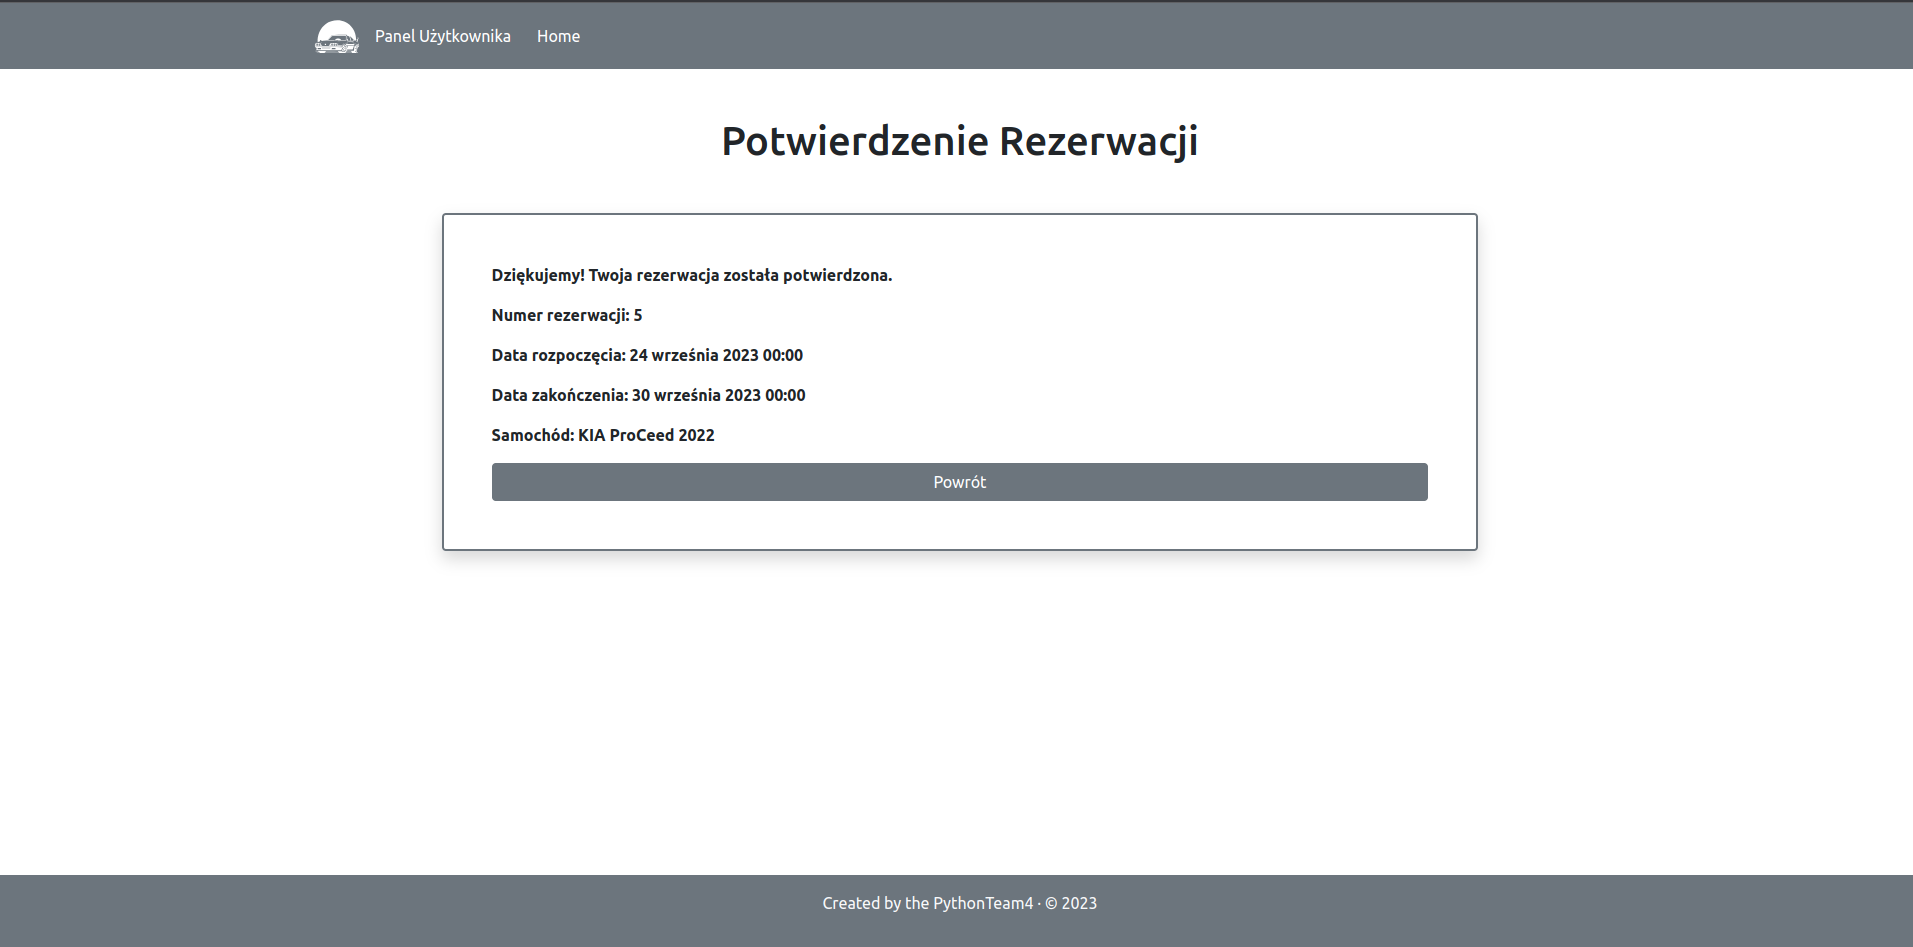 Panel Użytkownika Home
Potwierdzenie Rezerwacji
Dziękujemy! Twoja rezerwacja została potwierdzona.
Numer rezerwacji: 5
Data rozpoczęcia: 24 września 2023 00:00
Data zakończenia: 30 września 2023 00:00
Samochód: KIA ProCeed 2022
Powrót
Created by the PythonTeam4 · © 2023